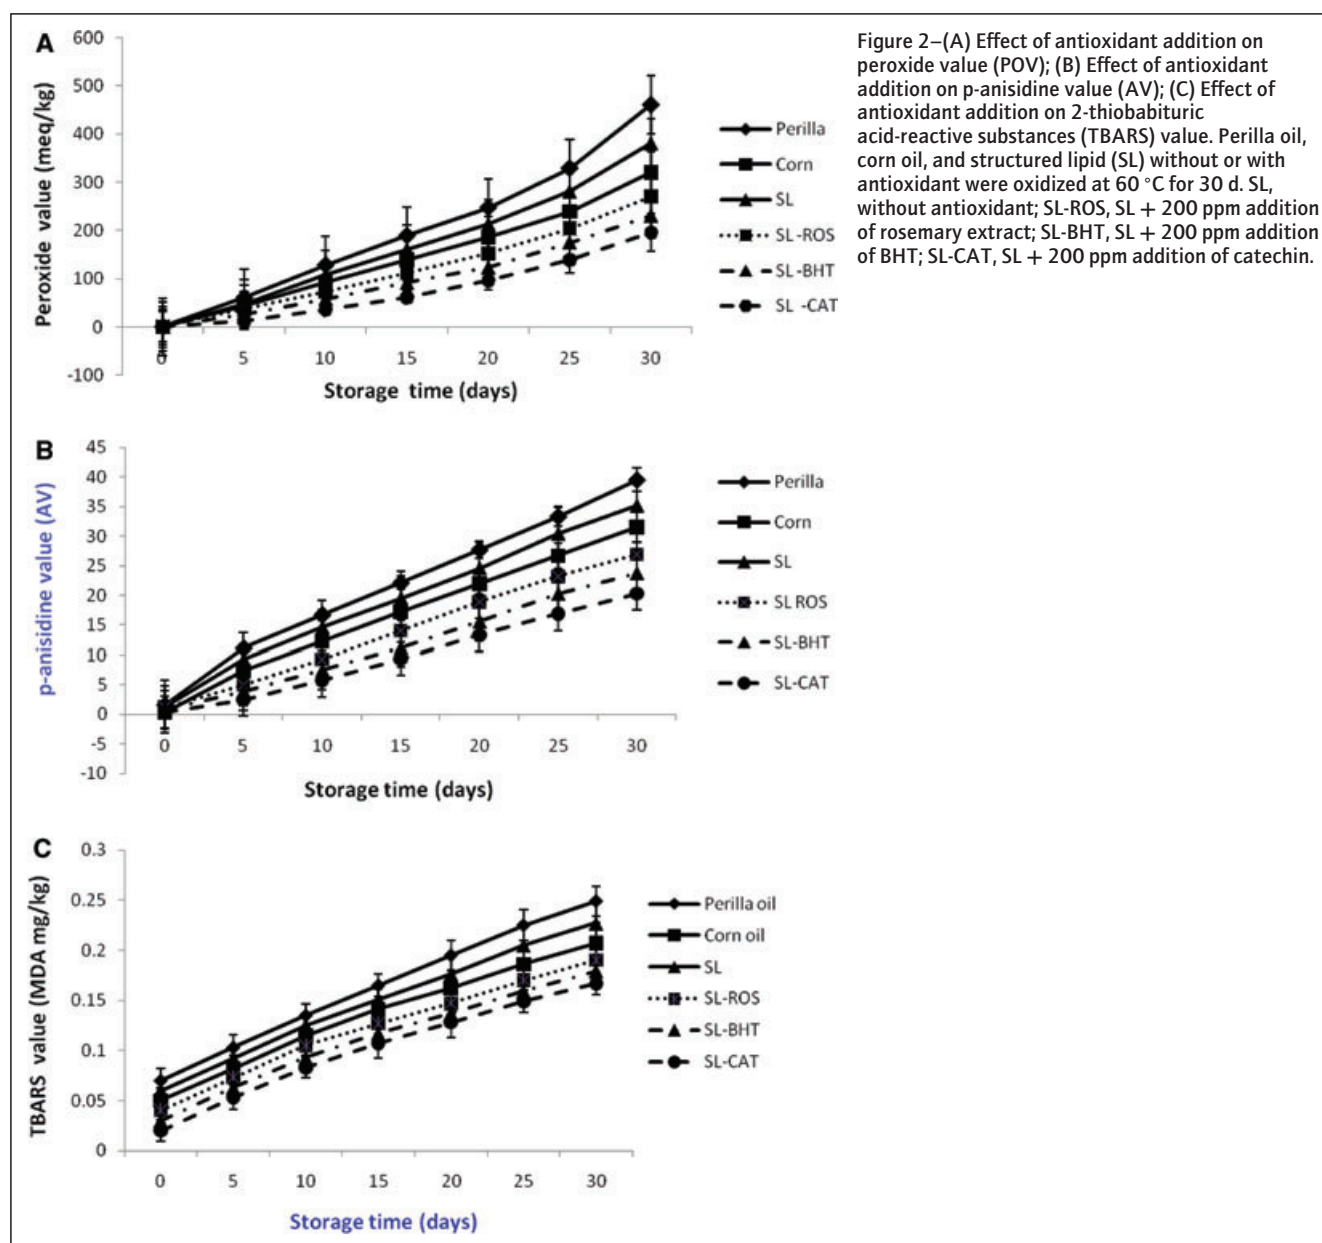 A
600
500
400
300
200
100
0
-100
Peroxide value (meq/kg)
0 5 10 15 20 25 30
Storage time (days)
Perilla
Corn
SL
SL -ROS
SL -BHT
SL -CAT
Figure 2–(A) Effect of antioxidant addition on
peroxide value (POV); (B) Effect of antioxidant
addition on p-anisidine value (AV); (C) Effect of
antioxidant addition on 2-thiobabituric
acid-reactive substances (TBARS) value. Perilla oil,
corn oil, and structured lipid (SL) without or with
antioxidant were oxidized at 60 °C for 30 d. SL,
without antioxidant; SL-ROS, SL + 200 ppm addition
of rosemary extract; SL-BHT, SL + 200 ppm addition
of BHT; SL-CAT, SL + 200 ppm addition of catechin.
B
45
40
35
30
25
20
15
10
5
0
-5
-10
p-anisidine value (AV)
0 5 10 15 20 25 30
Storage time (days)
Perilla
Corn
SL
SL ROS
SL-BHT
SL-CAT
C
0.3
0.25
0.2
0.15
0.1
0.05
0
TBARS value (MDA mg/kg)
0 5 10 15 20 25 30
Storage time (days)
Perilla oil
Corn oil
SL
SL-ROS
SL-BHT
SL-CAT